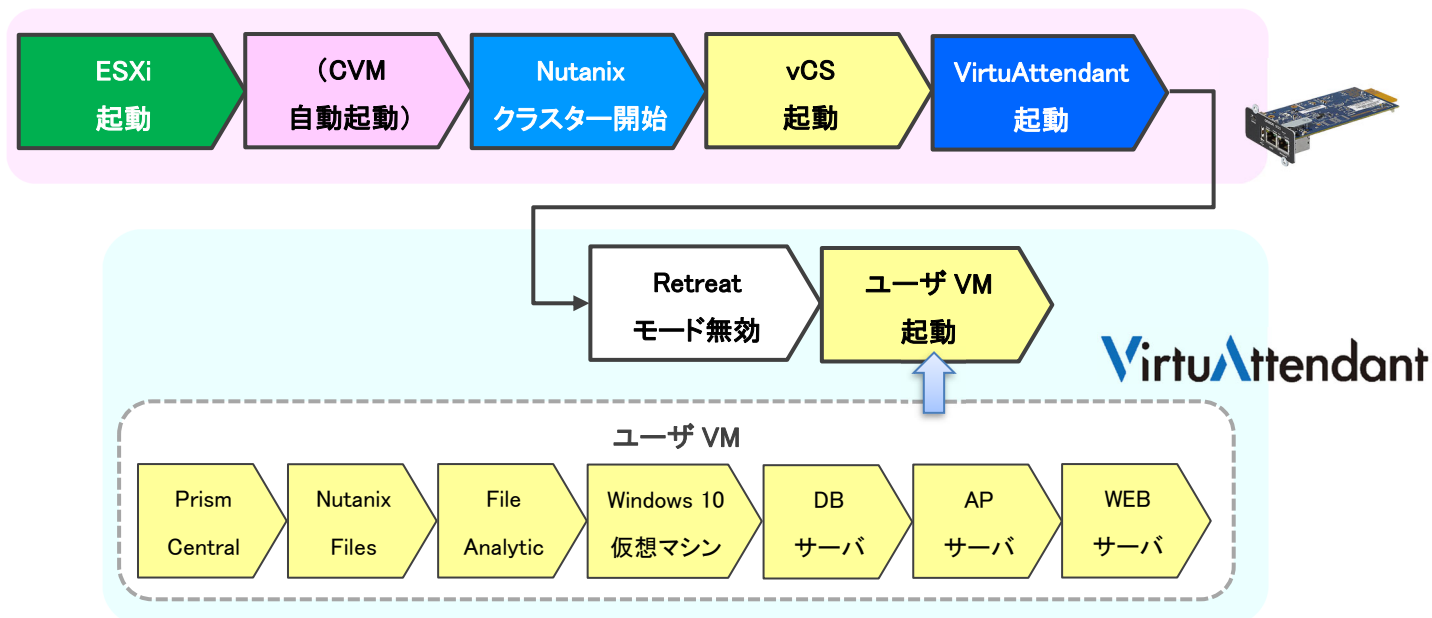 ESXi
起動
（CVM
自動起動）
Nutanix
クラスター開始
vCS
起動
VirtuAttendant
起動
Retreat
モード無効
ユーザ VM
起動
VirtuAttendant
ユーザ VM
Prism
Central
Nutanix
Files
File
Analytic
Windows 10
仮想マシン
DB
サーバ
AP
サーバ
WEB
サーバ